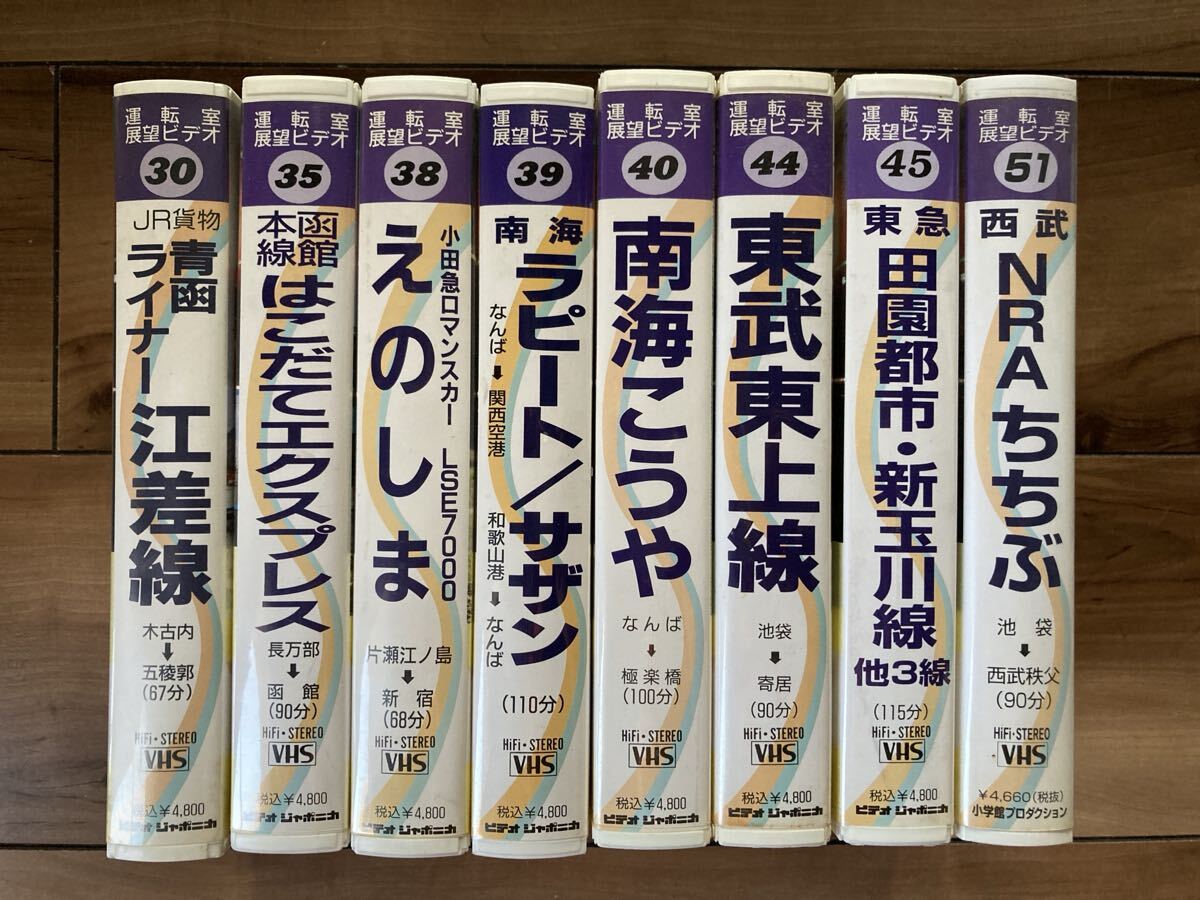 運転室
展望ビデオ
30
JR貨物
青函
ライナー
江差線
木古内
五稜郭
(67分)
HiFi・STEREO
VHS
税込¥4,800
ビデオ ジャポニカ
運転室
展望ビデオ
35
函館
本線
はこだてエクスプレス
長万部
函館
(90分)
HiFi・STEREO
VHS
税込¥4,800
ビデオ ジャポニカ
運転室
展望ビデオ
38
小田急ロマンスカー LSE7000
えのしま
片瀬江ノ島
新宿
(68分)
HiFi・STEREO
VHS
税込¥4,800
ビデオ ジャポニカ
運転室
展望ビデオ
39
南海
ラピート/サザン
なんば➡関西空港
和歌山港➡なんば
(110分)
HiFi・STEREO
VHS
税込¥4,800
ビデオ ジャポニカ
運転室
展望ビデオ
40
南海こうや
なんば
極楽橋
(100分)
HiFi・STEREO
VHS
税込¥4,800
ビデオ ジャポニカ
運転室
展望ビデオ
44
東武東上線
池袋
寄居
(90分)
HiFi・STEREO
VHS
税込¥4,800
ビデオ ジャポニカ
運転室
展望ビデオ
45
東急
田園都市・新玉川線
他3線
(115分)
HiFi・STEREO
VHS
税込¥4,800
ビデオ ジャポニカ
運転室
展望ビデオ
51
西武
NRAちちぶ
池袋
西武秩父
(90分)
HiFi・STEREO
VHS
¥4,660(税抜)
小学館プロダクション